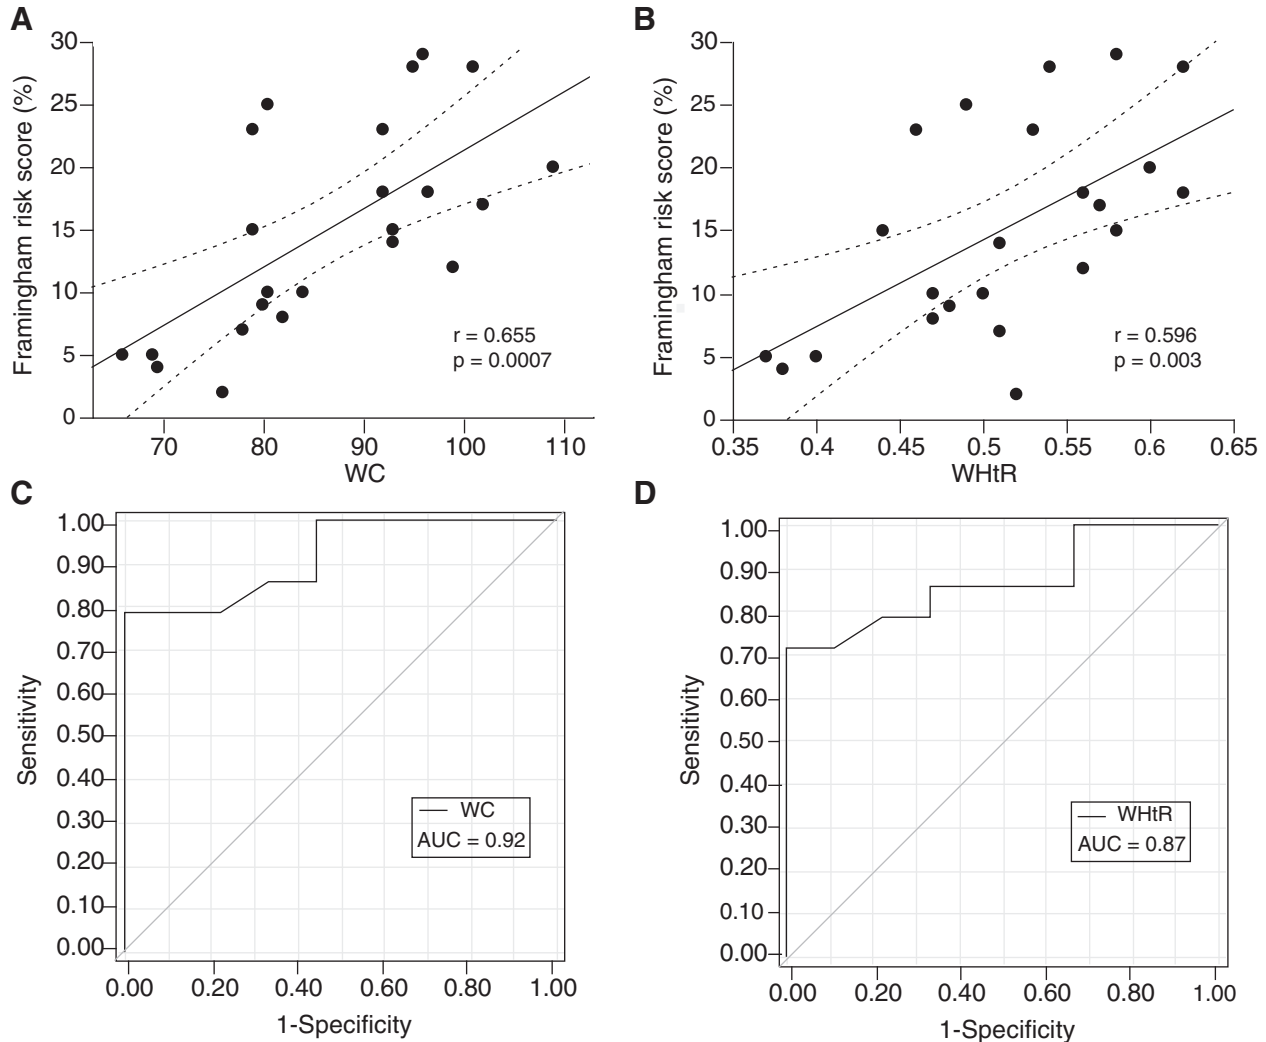 A
Framingham risk score (%)
30
25
20
15
10
5
0
r = 0.655
p = 0.0007
70 80 90 100 110
WC
B
Framingham risk score (%)
30
25
20
15
10
5
0
r = 0.596
p = 0.003
0.35 0.4 0.45 0.5 0.55 0.6 0.65
WHtR
C
Sensitivity
1.00
0.90
0.80
0.70
0.60
0.50
0.40
0.30
0.20
0.10
0.00
WC
AUC = 0.92
0.00 0.20 0.40 0.60 0.80 1.00
1-Specificity
D
Sensitivity
1.00
0.90
0.80
0.70
0.60
0.50
0.40
0.30
0.20
0.10
0.00
WHtR
AUC = 0.87
0.00 0.20 0.40 0.60 0.80 1.00
1-Specificity